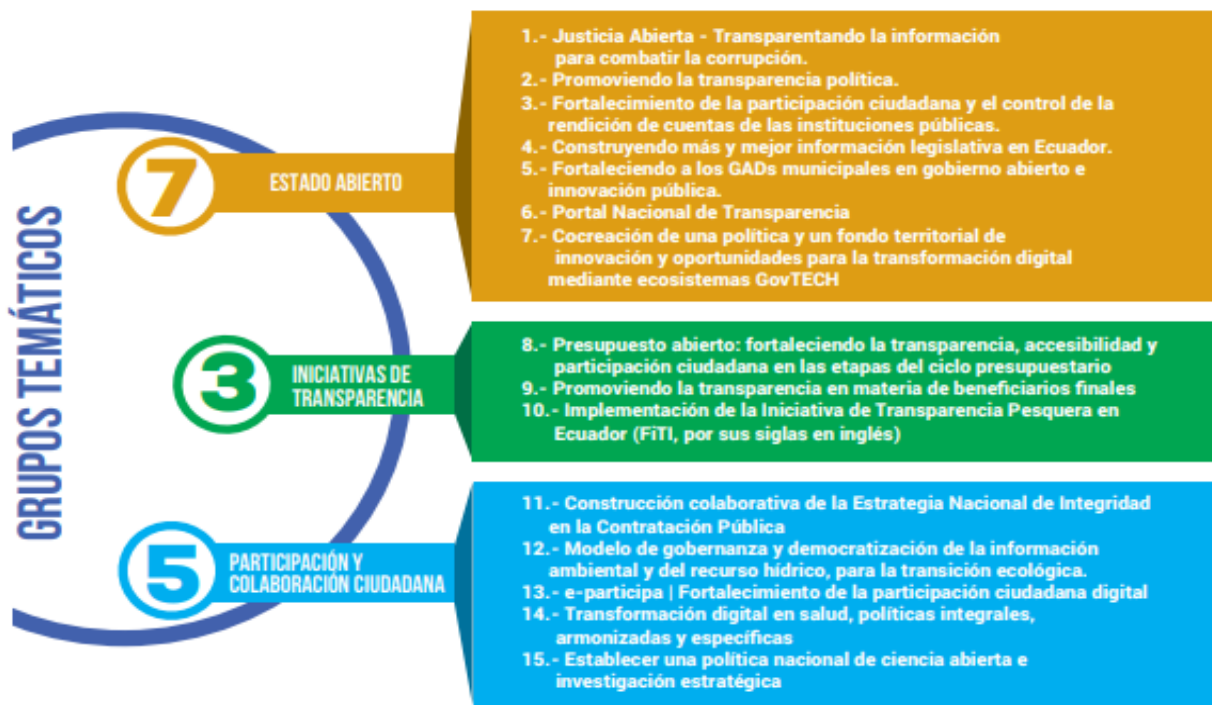 GRUPOS TEMÁTICOS
7
ESTADO ABIERTO
1.- Justicia Abierta - Transparentando la información
para combatir la corrupción.
2.- Promoviendo la transparencia política.
3.- Fortalecimiento de la participación ciudadana y el control de la
rendición de cuentas de las instituciones públicas.
4.- Construyendo más y mejor información legislativa en Ecuador.
5.- Fortaleciendo a los GADs municipales en gobierno abierto e
innovación pública.
6.- Portal Nacional de Transparencia
7.- Cocreación de una política y un fondo territorial de
innovación y oportunidades para la transformación digital
mediante ecosistemas GovTECH
3
INICIATIVAS DE
TRANSPARENCIA
8.- Presupuesto abierto: fortaleciendo la transparencia, accesibilidad y
participación ciudadana en las etapas del ciclo presupuestario
9.- Promoviendo la transparencia en materia de beneficiarios finales
10.- Implementación de la Iniciativa de Transparencia Pesquera en
Ecuador (FiTI, por sus siglas en inglés)
5
PARTICIPACIÓN Y
COLABORACIÓN CIUDADANA
11.- Construcción colaborativa de la Estrategia Nacional de Integridad
en la Contratación Pública
12.- Modelo de gobernanza y democratización de la información
ambiental y del recurso hídrico, para la transición ecológica.
13.- e-participa | Fortalecimiento de la participación ciudadana digital
14.- Transformación digital en salud, políticas integrales,
armonizadas y específicas
15.- Establecer una política nacional de ciencia abierta e
investigación estratégica